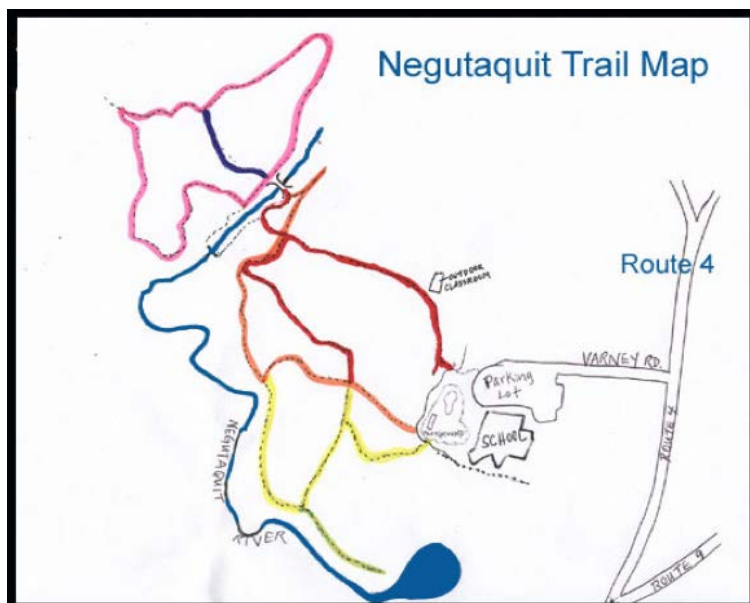 Negutaquit Trail Map
Route 4
OUTDOOR
CLASSROOM
VARNEY RD.
Parking
Lot
SCHOOL
ROUTE 4
NEGUTAQUIT
RIVER
ROUTE 9